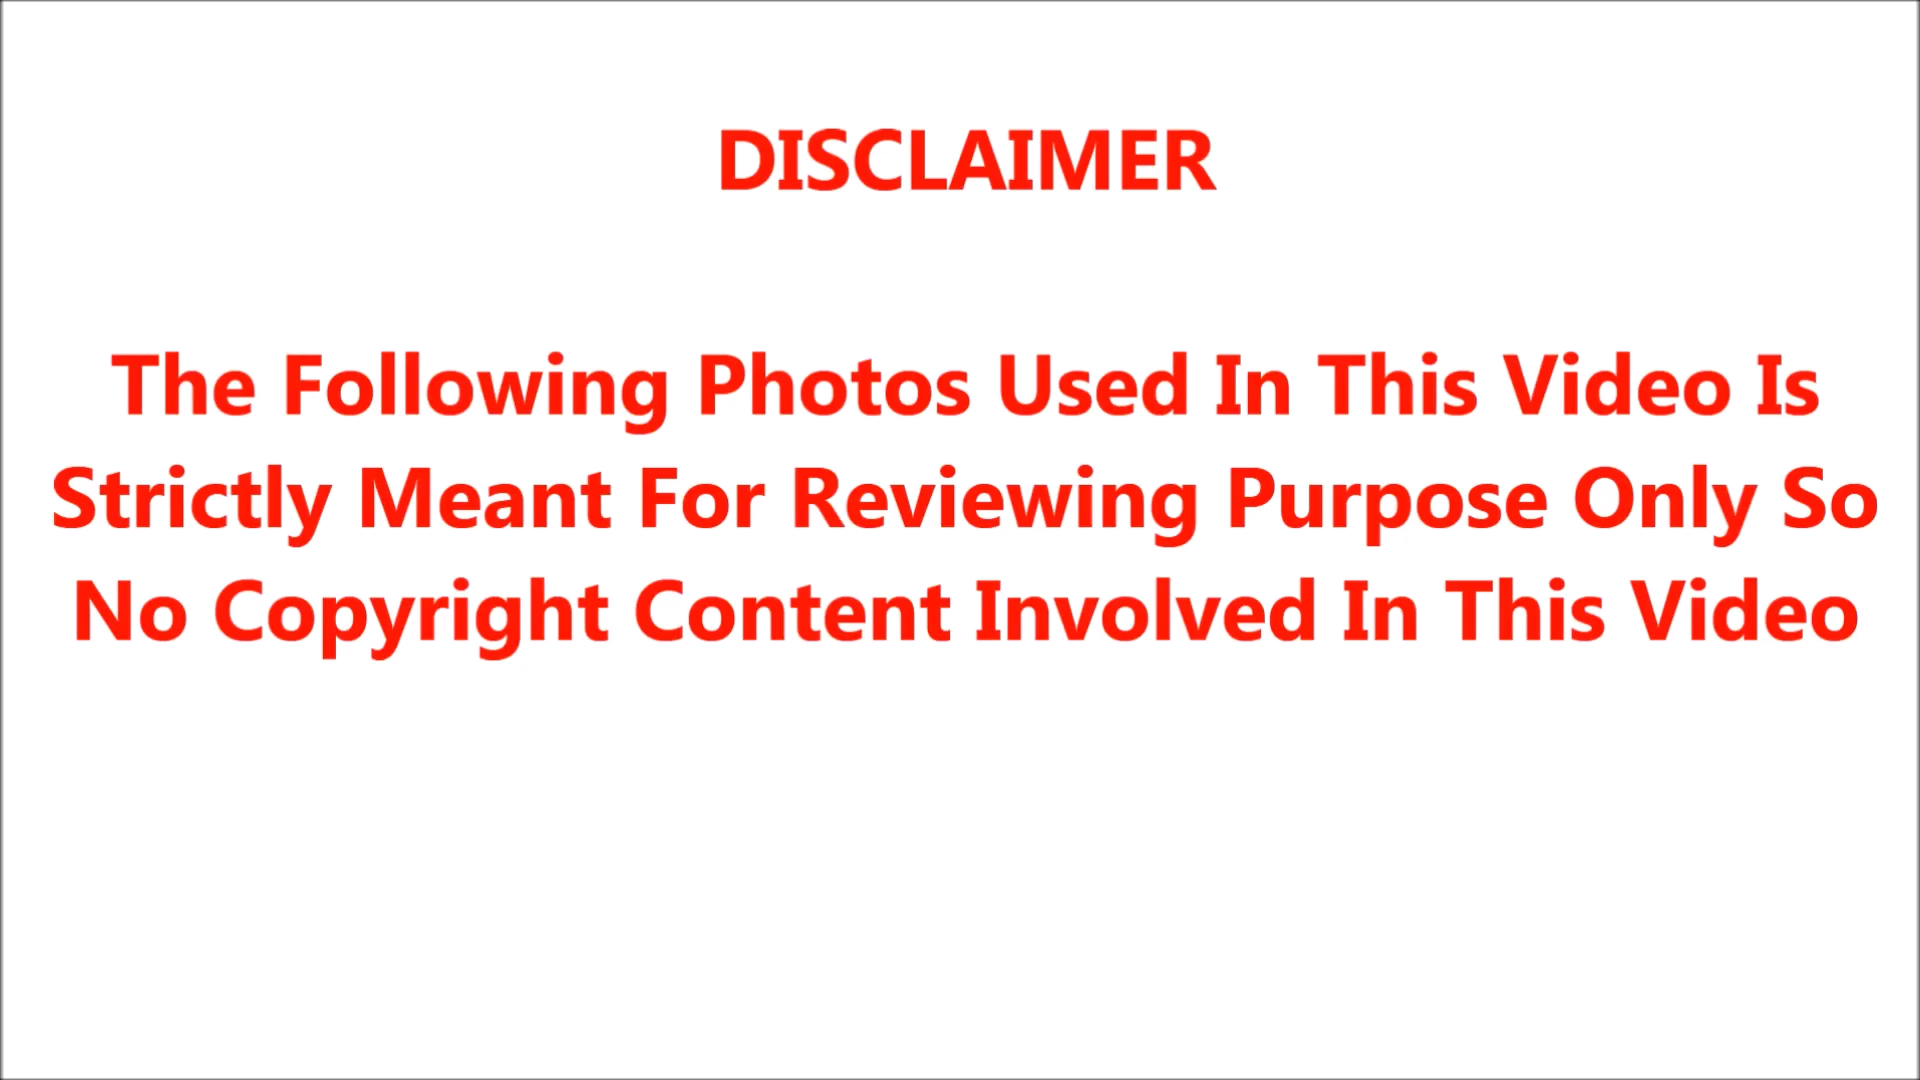 DISCLAIMER
The Following Photos Used In This Video Is
Strictly Meant For Reviewing Purpose Only So
No Copyright Content Involved In This Video